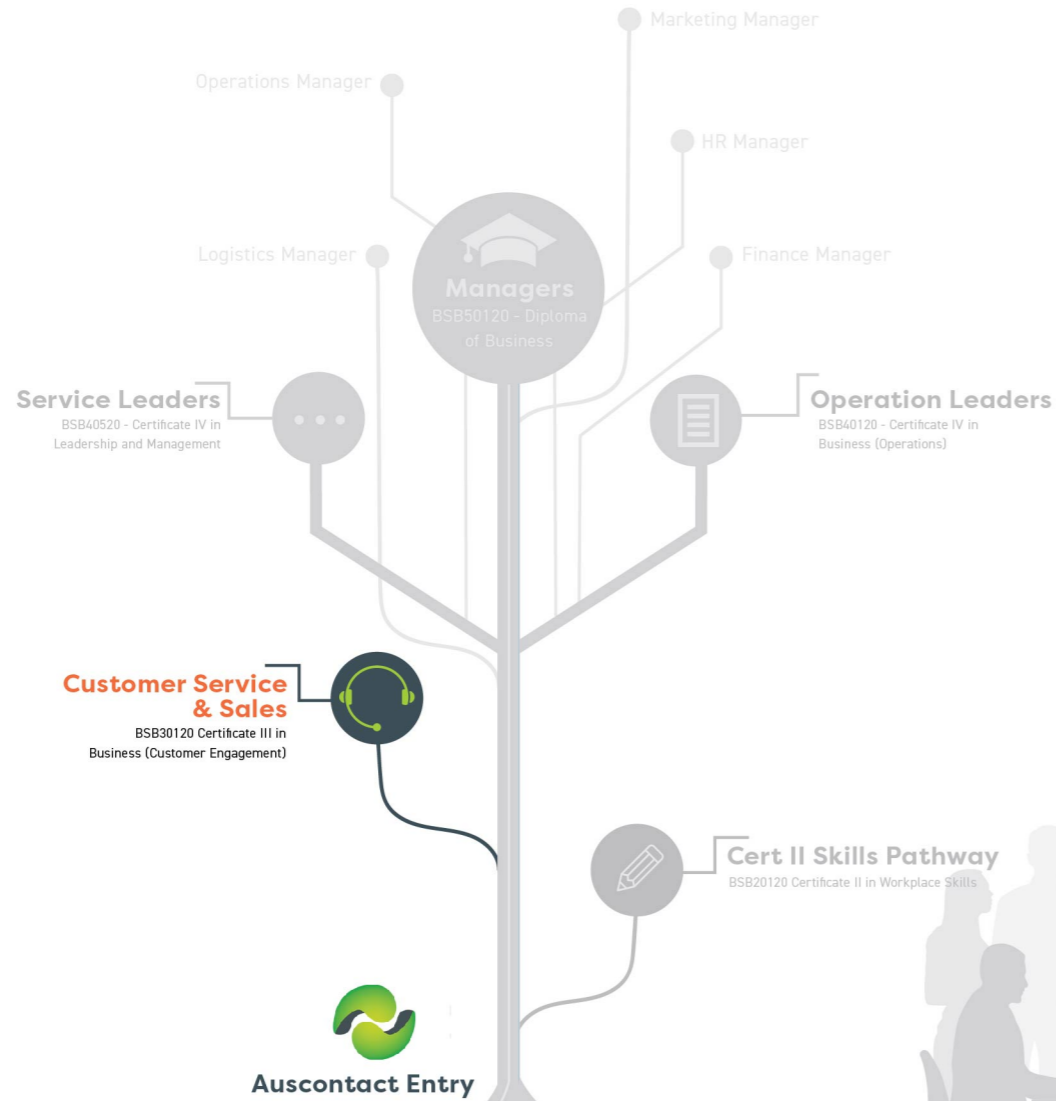 Marketing Manager
Operations Manager
HR Manager
Logistics Manager
Finance Manager
Managers
BSB50120 - Diploma
of Business
Service Leaders
BSB40520 - Certificate IV in
Leadership and Management
Operation Leaders
BSB40120 - Certificate IV in
Business (Operations)
Customer Service
& Sales
BSB30120 Certificate III in
Business (Customer Engagement)
Cert II Skills Pathway
BSB20120 Certificate II in Workplace Skills
Auscontact Entry